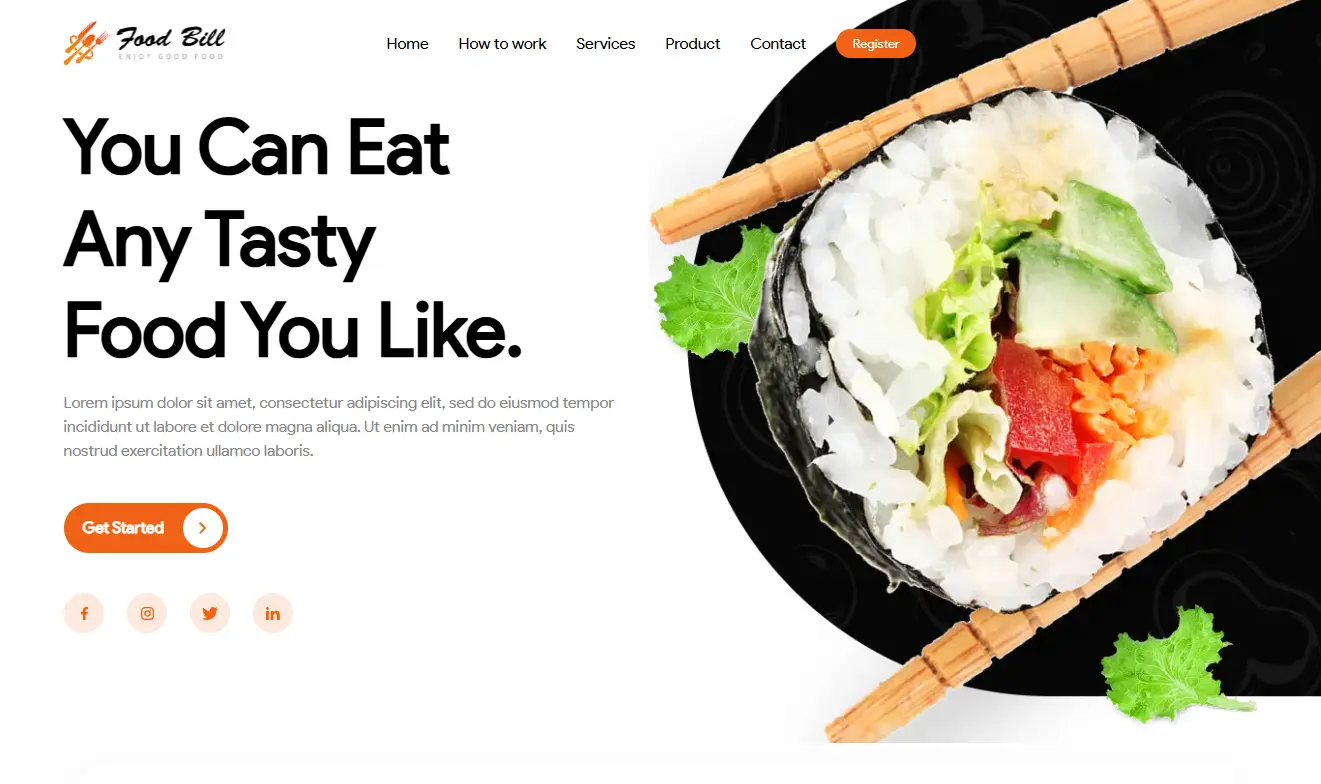 Food Bill
ENJOY GOOD FOOD
Home How to work Services Product Contact Register
You Can Eat
Any Tasty
Food You Like.
Lorem ipsum dolor sit amet, consectetur adipiscing elit, sed do eiusmod tempor
incididunt ut labore et dolore magna aliqua. Ut enim ad minim veniam, quis
nostrud exercitation ullamco laboris.
Get Started